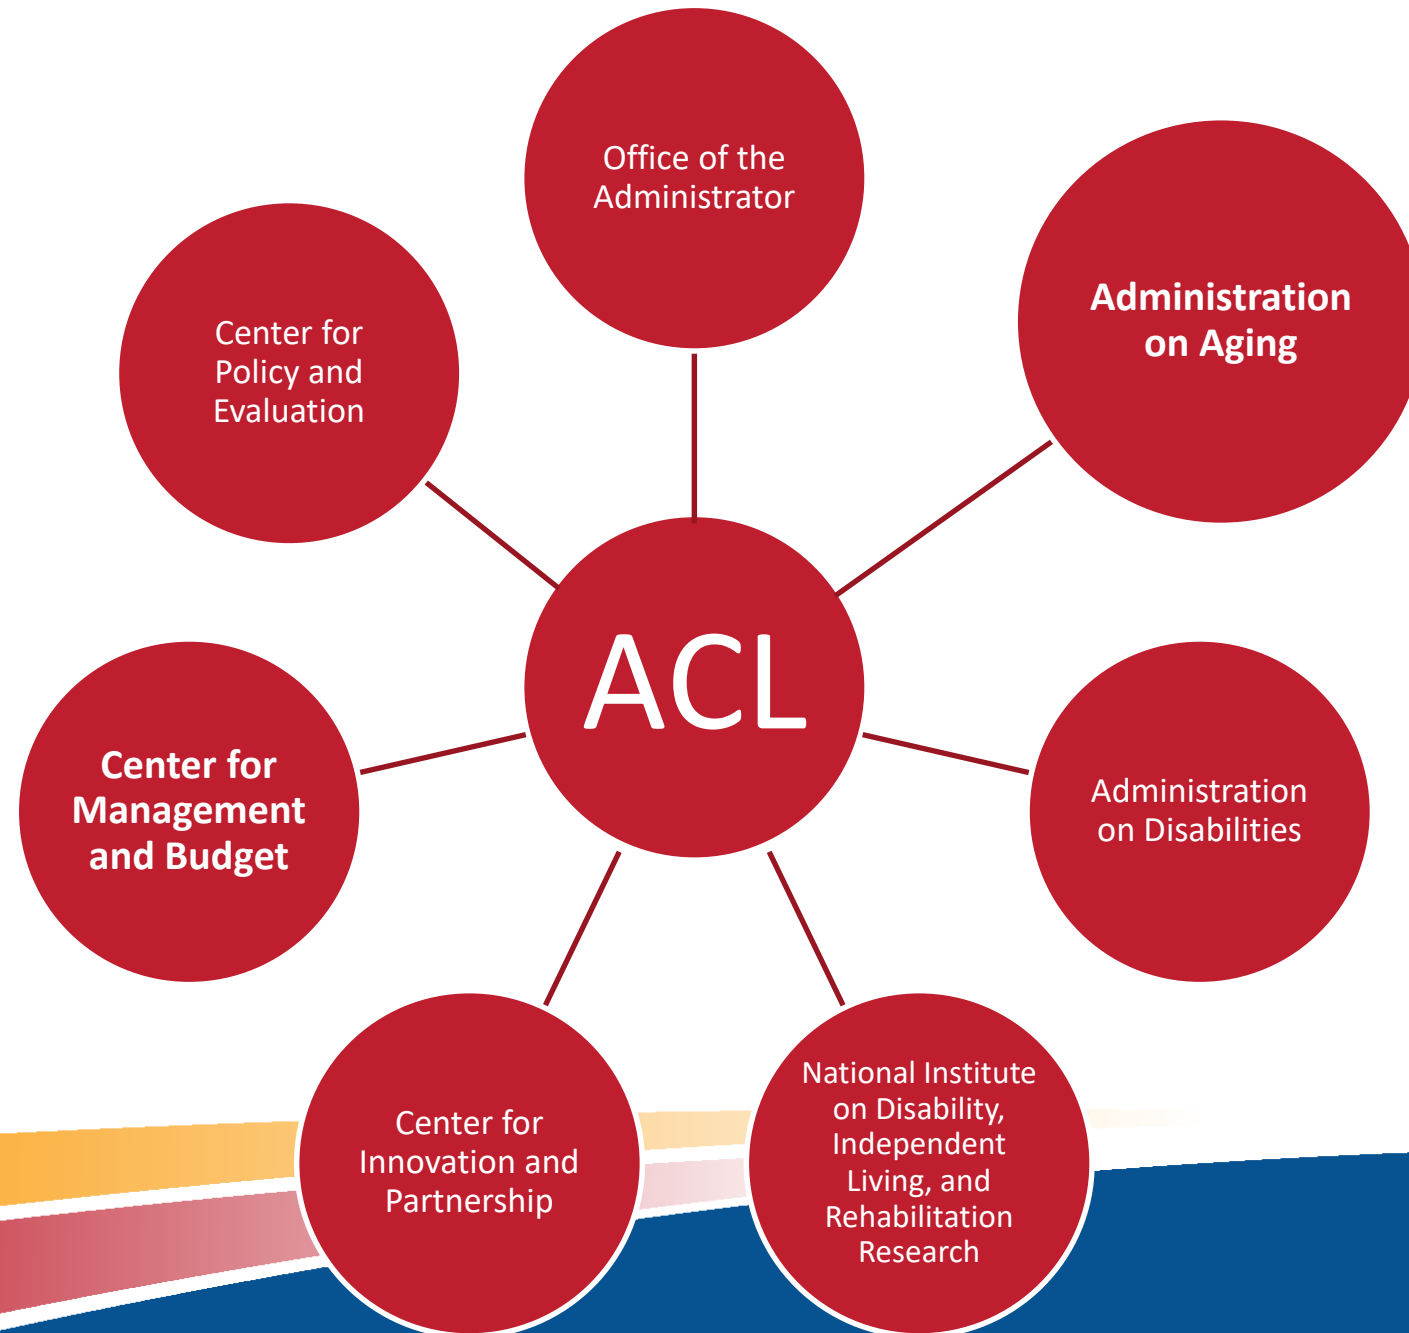 Office of the
Administrator
Administration
on Aging
Center for
Policy and
Evaluation
ACL
Center for
Management
and Budget
Administration
on Disabilities
National Institute
on Disability,
Independent
Living, and
Rehabilitation
Research
Center for
Innovation and
Partnership